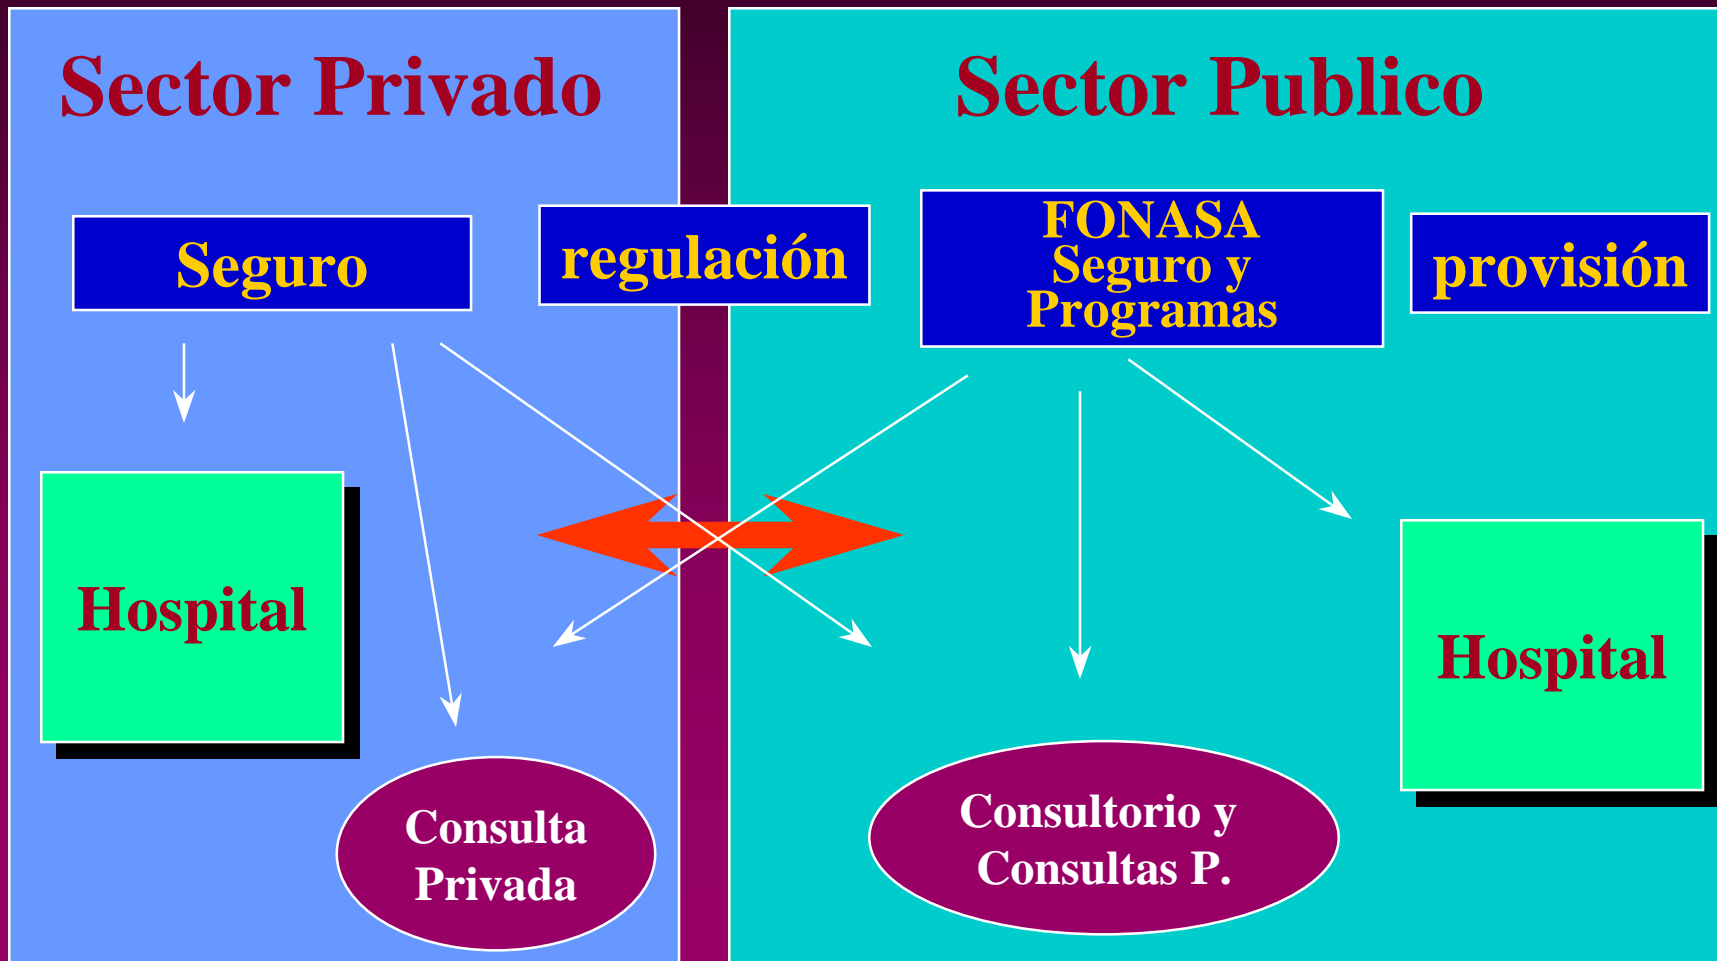 Sector Privado
Sector Publico
Seguro
regulación
FONASA
Seguro y
Programas
provisión
Hospital
Hospital
Consulta
Privada
Consultorio y
Consultas P.